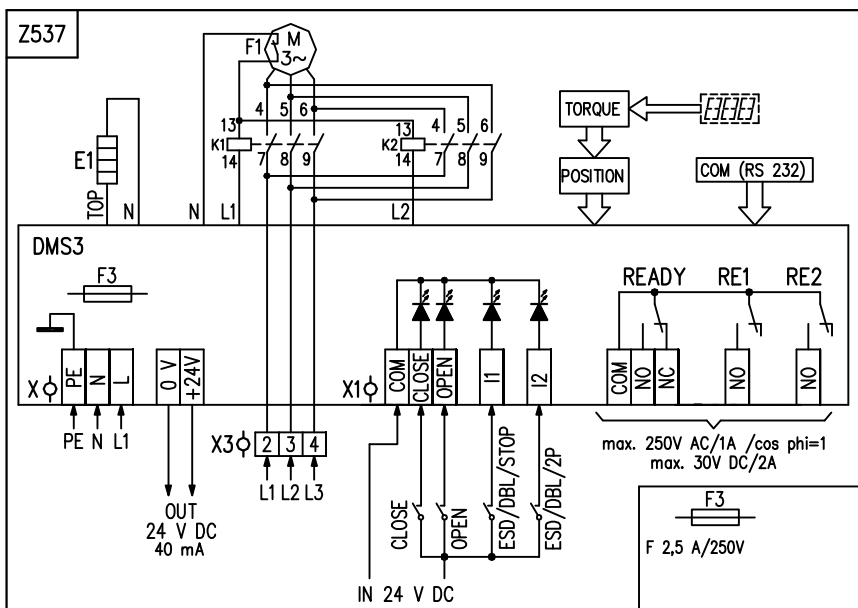 Z537
F1
M
3~
4
5
6
4
5
6
13
K1
14
7
8
9
13
K2
14
7
8
9
TORQUE
POSITION
COM (RS 232)
E1
TOP
N
N
L1
L2
DMS3
F3
READY
RE1
RE2
X
PE
N
L
0 V
+24V
X1
COM
CLOSE
OPEN
I1
I2
COM
NO
NC
NO
NO
PE N L1
X3
2
3
4
L1 L2 L3
OUT
24 V DC
40 mA
CLOSE
OPEN
ESD/DBL/STOP
ESD/DBL/2P
IN 24 V DC
max. 250V AC/1A /cos phi=1
max. 30V DC/2A
F3
F 2,5 A/250V